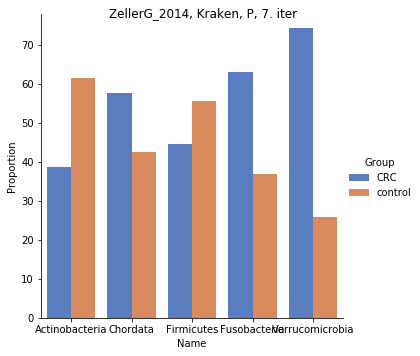 ZellerG_2014, Kraken, P, 7. iter
70
60
50
40
30
20
10
0
Proportion
Actinobacteria Chordata Firmicutes Fusobacteria Verrucomicrobia
Name
Group
CRC
control